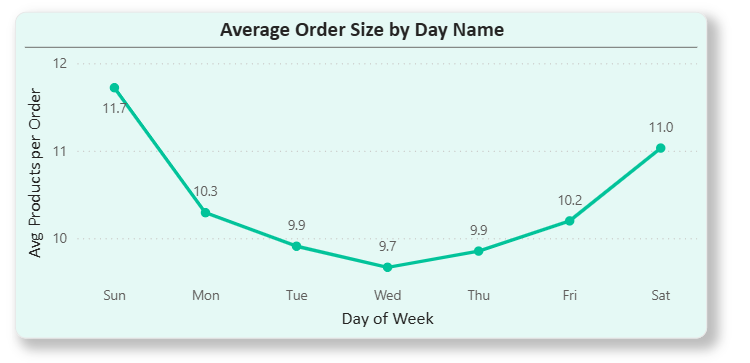 Average Order Size by Day Name
Avg Products per Order
12
11
10
11.7
10.3
9.9
9.7
9.9
10.2
11.0
Sun Mon Tue Wed Thu Fri Sat
Day of Week